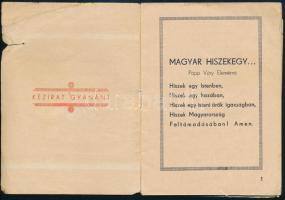 KÉZIRAT GYANÁNT
MAGYAR HISZEKEGY...
Papp Váry Elemérné
Hiszek egy Istenben,
Hiszek egy hazában,
Hiszek egy isteni örök igazságban,
Hiszek Magyarország
Feltámadásában! Amen.
1